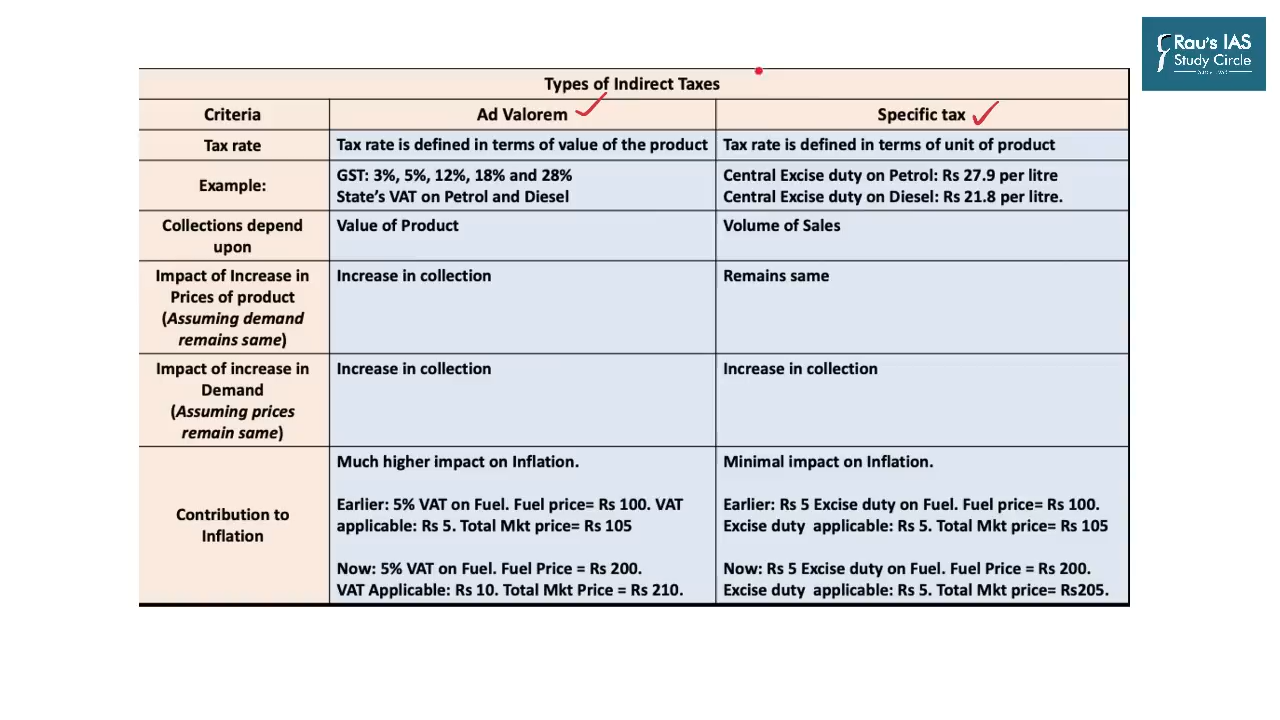 Rau's IAS
Study Circle
Types of Indirect Taxes
Criteria
Ad Valorem
Specific tax
Tax rate
Tax rate is defined in terms of value of the product
Tax rate is defined in terms of unit of product
Example:
GST: 3%, 5%, 12%, 18% and 28%
State's VAT on Petrol and Diesel
Central Excise duty on Petrol: Rs 27.9 per litre
Central Excise duty on Diesel: Rs 21.8 per litre.
Collections depend
upon
Value of Product
Volume of Sales
Impact of Increase in
Prices of product
(Assuming demand
remains same)
Increase in collection
Remains same
Impact of increase in
Demand
(Assuming prices
remain same)
Increase in collection
Increase in collection
Contribution to
Inflation
Much higher impact on Inflation.
Earlier: 5% VAT on Fuel. Fuel price= Rs 100. VAT
applicable: Rs 5. Total Mkt price= Rs 105
Now: 5% VAT on Fuel. Fuel Price = Rs 200.
VAT Applicable: Rs 10. Total Mkt Price = Rs 210.
Minimal impact on Inflation.
Earlier: Rs 5 Excise duty on Fuel. Fuel price= Rs 100.
Excise duty applicable: Rs 5. Total Mkt price= Rs 105
Now: Rs 5 Excise duty on Fuel. Fuel Price = Rs 200.
Excise duty applicable: Rs 5. Total Mkt price= Rs205.